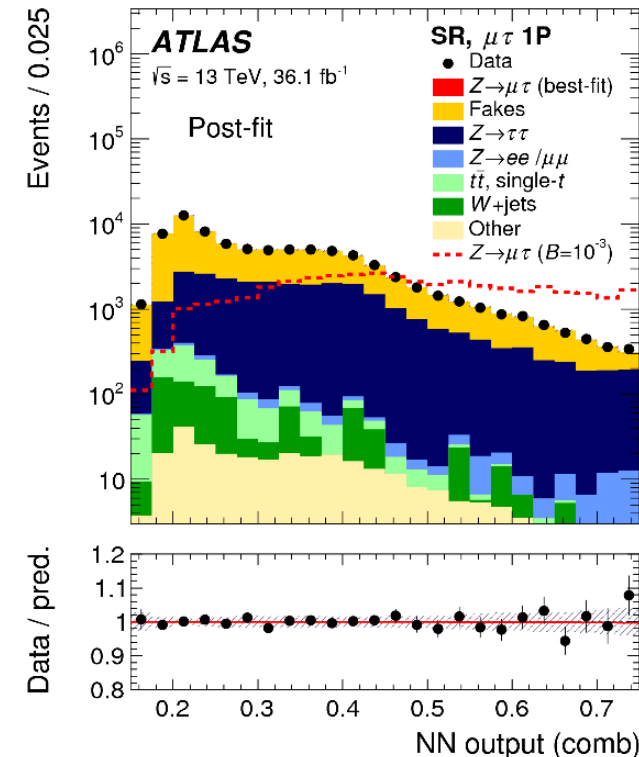 Events / 0.025
10⁶
10⁵
10⁴
10³
10²
10
ATLAS
√s = 13 TeV, 36.1 fb⁻¹
Post-fit
SR, μτ 1P
Data
Z→μτ (best-fit)
Fakes
Z→ττ
Z→ee /μμ
tt̄, single-t
W+jets
Other
Z→μτ (B=10⁻³)
Data / pred.
1.2
1.1
1
0.9
0.8
0.2 0.3 0.4 0.5 0.6 0.7
NN output (comb)